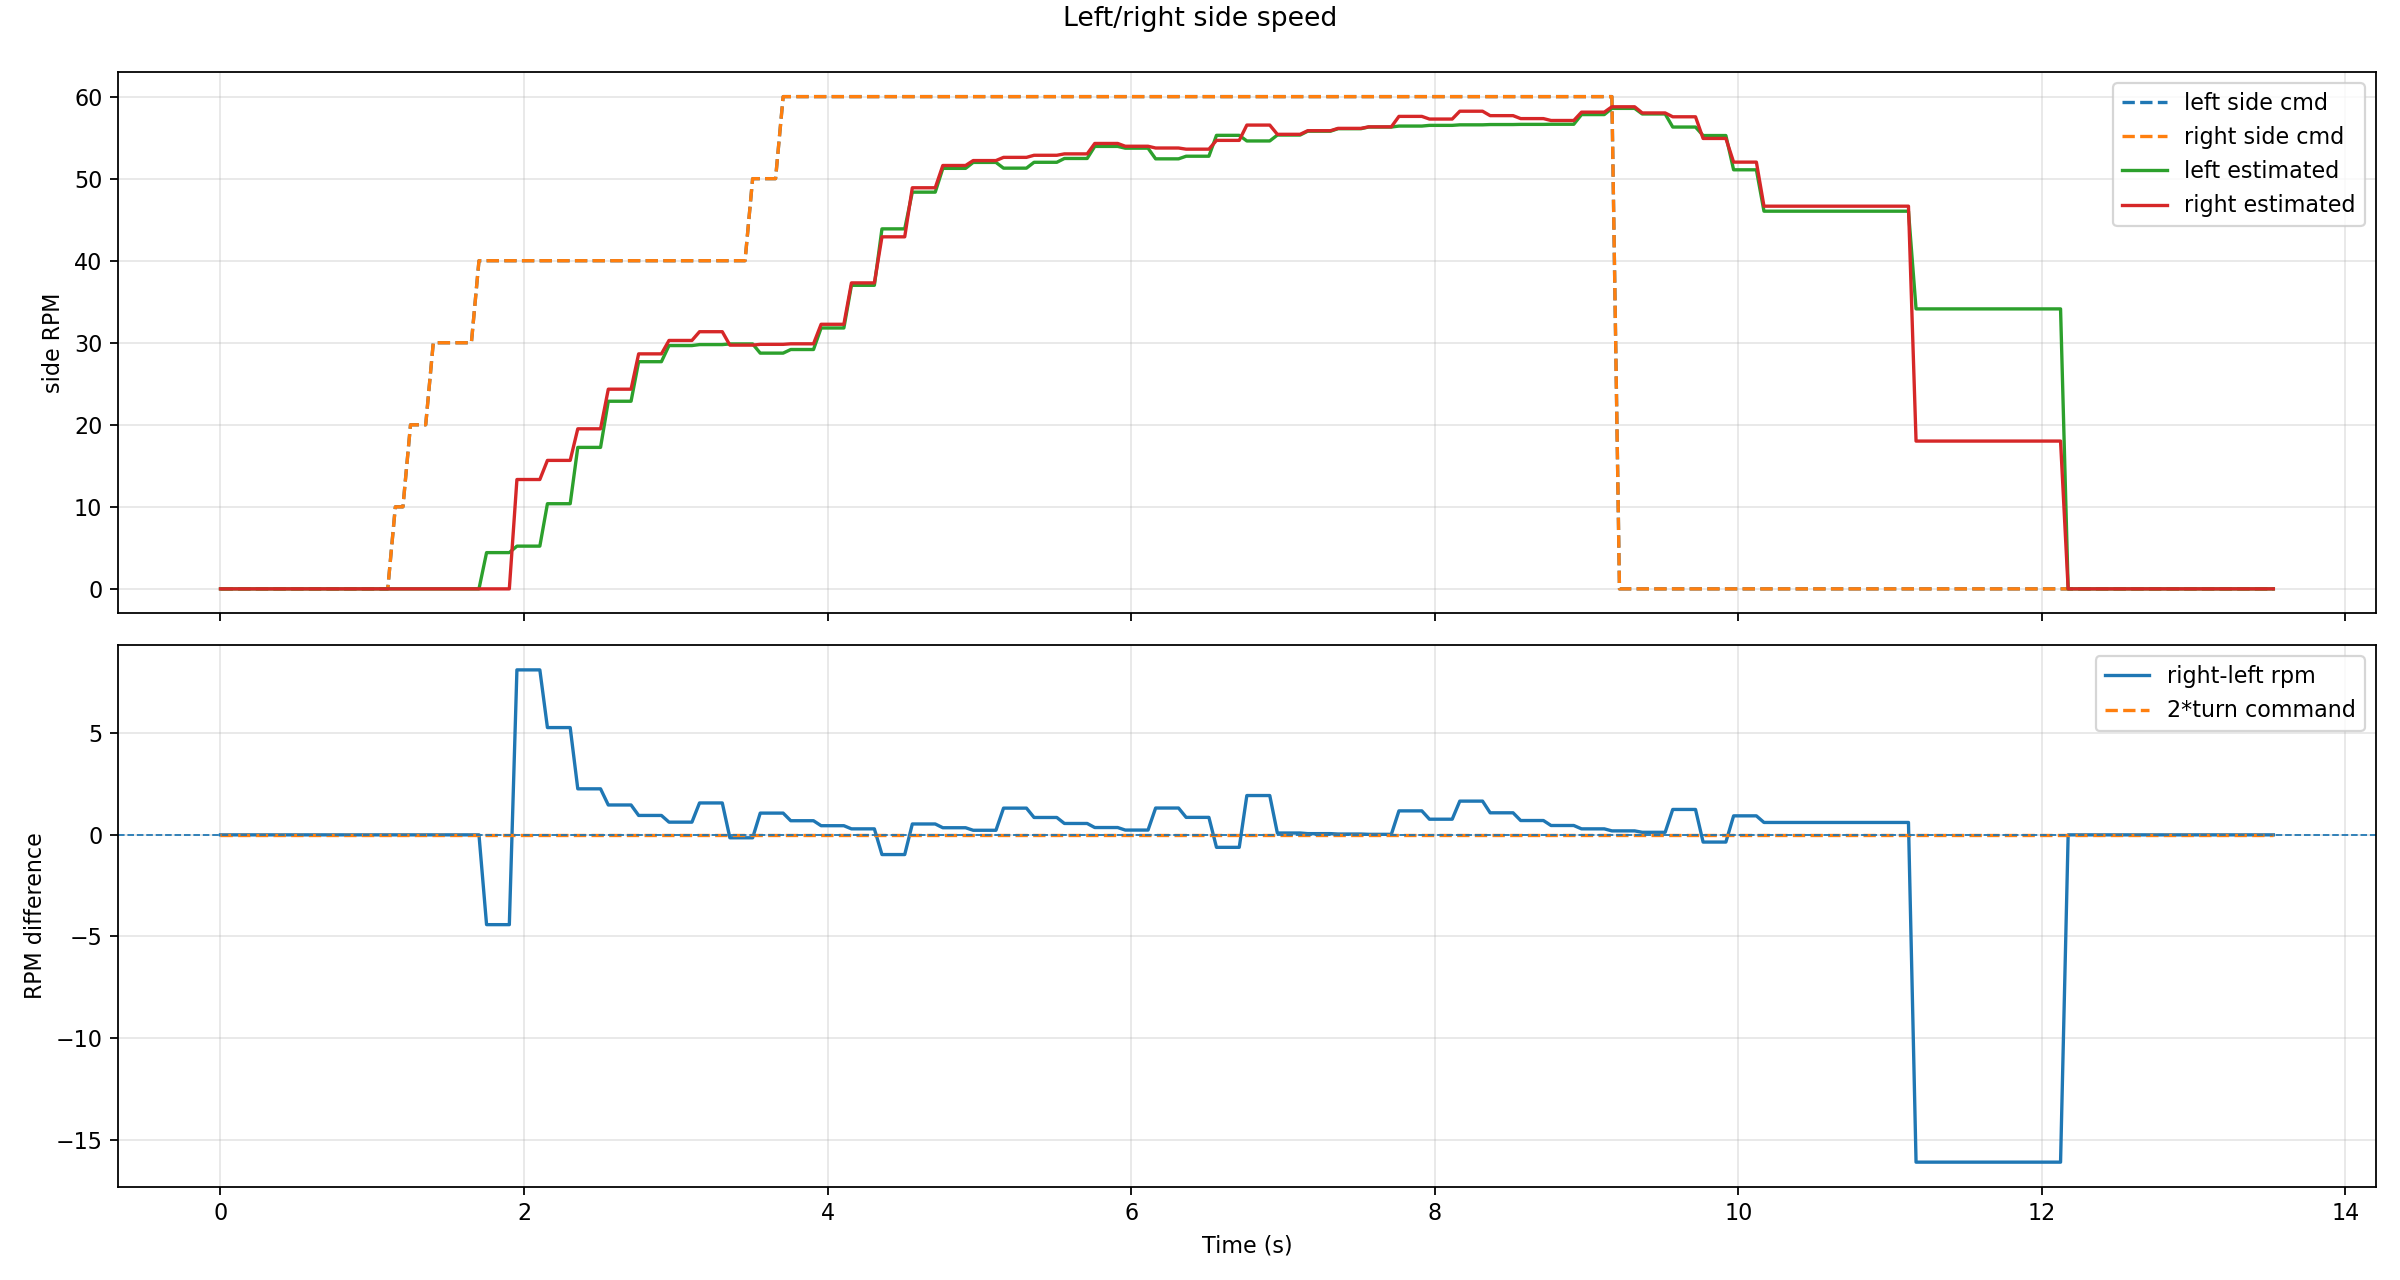 Left/right side speed
60
50
40
30
20
10
0
side RPM
left side cmd
right side cmd
left estimated
right estimated
5
0
−5
−10
−15
RPM difference
right-left rpm
2*turn command
0
2
4
6
8
10
12
14
Time (s)